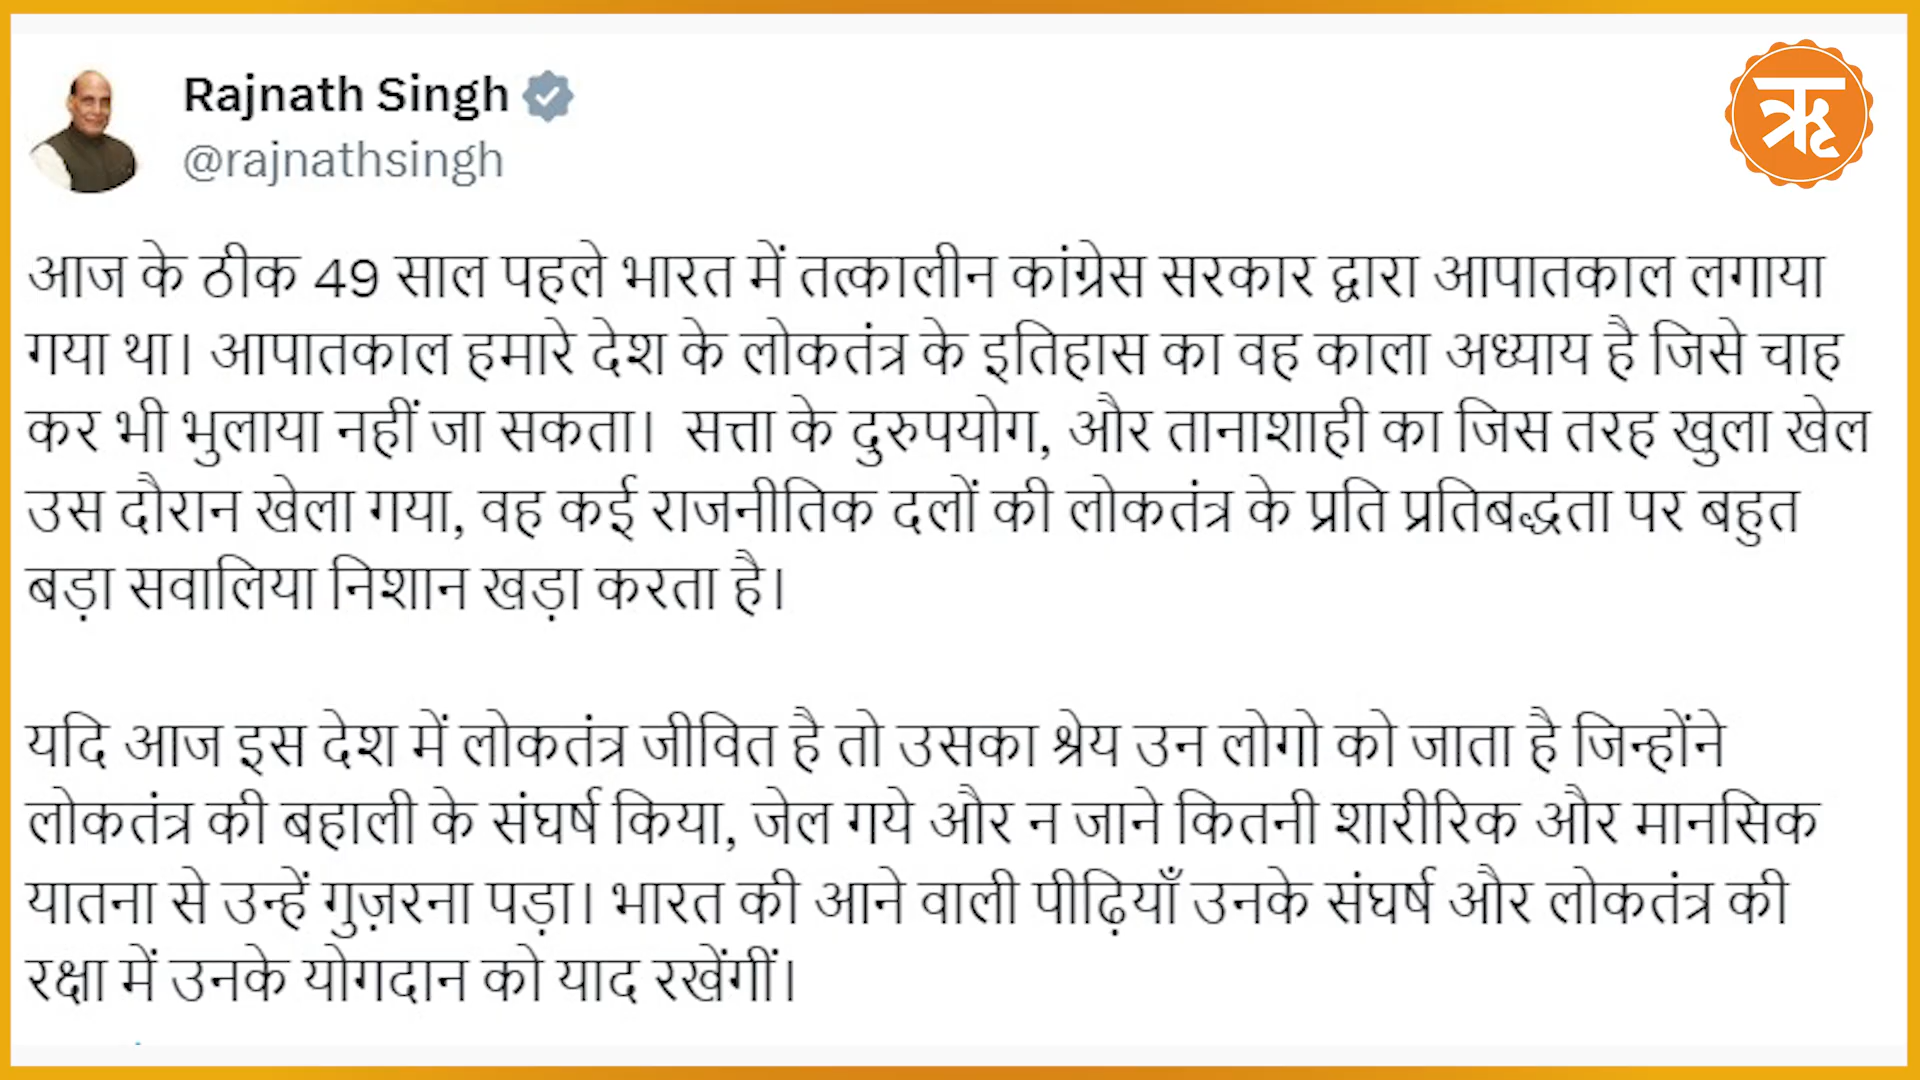 Rajnath Singh
@rajnathsingh
ऋ
आज के ठीक 49 साल पहले भारत में तत्कालीन कांग्रेस सरकार द्वारा आपातकाल लगाया
गया था। आपातकाल हमारे देश के लोकतंत्र के इतिहास का वह काला अध्याय है जिसे चाह
कर भी भुलाया नहीं जा सकता।  सत्ता के दुरुपयोग, और तानाशाही का जिस तरह खुला खेल
उस दौरान खेला गया, वह कई राजनीतिक दलों की लोकतंत्र के प्रति प्रतिबद्धता पर बहुत
बड़ा सवालिया निशान खड़ा करता है।
यदि आज इस देश में लोकतंत्र जीवित है तो उसका श्रेय उन लोगो को जाता है जिन्होंने
लोकतंत्र की बहाली के संघर्ष किया, जेल गये और न जाने कितनी शारीरिक और मानसिक
यातना से उन्हें गुज़रना पड़ा। भारत की आने वाली पीढ़ियाँ उनके संघर्ष और लोकतंत्र की
रक्षा में उनके योगदान को याद रखेंगीं।